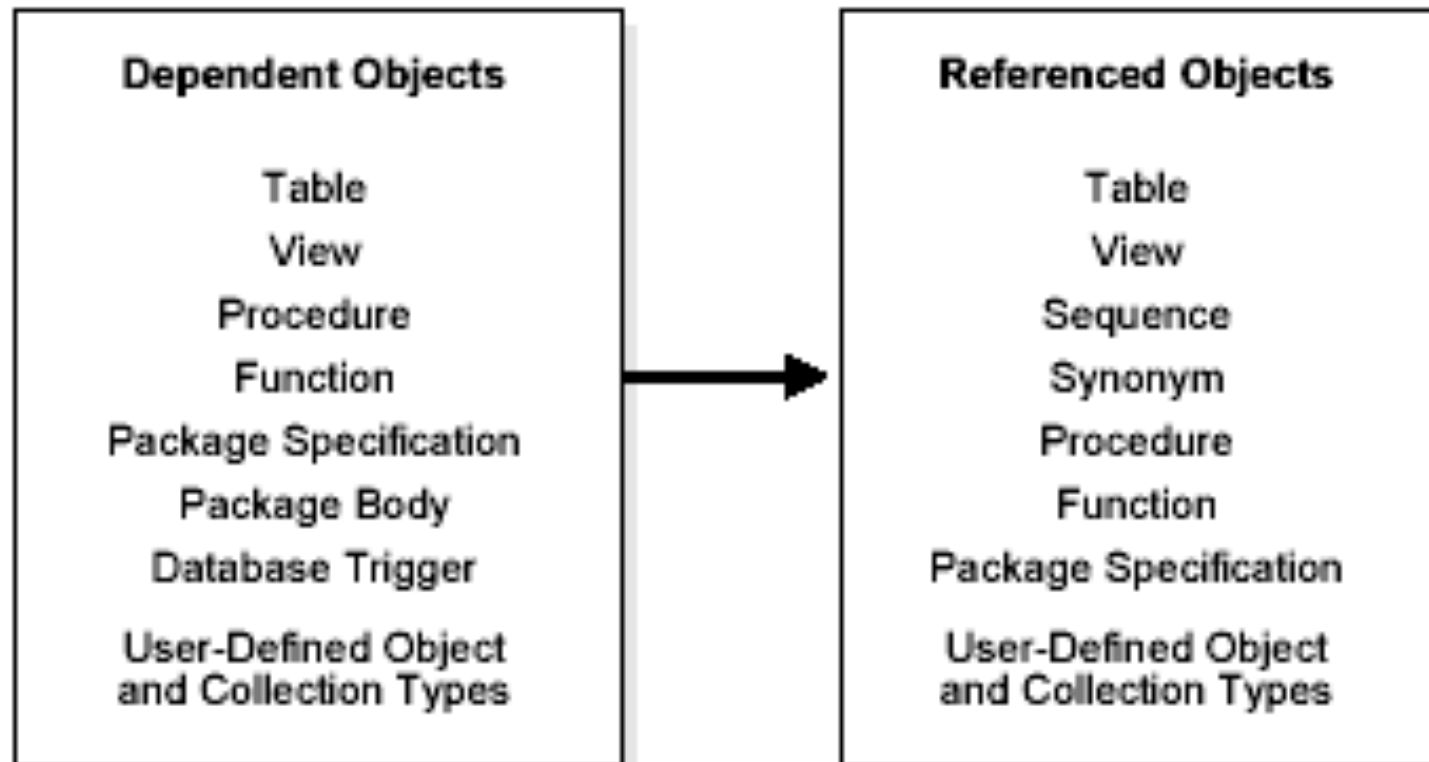 Dependent Objects
Table
View
Procedure
Function
Package Specification
Package Body
Database Trigger
User-Defined Object
and Collection Types
Referenced Objects
Table
View
Sequence
Synonym
Procedure
Function
Package Specification
User-Defined Object
and Collection Types